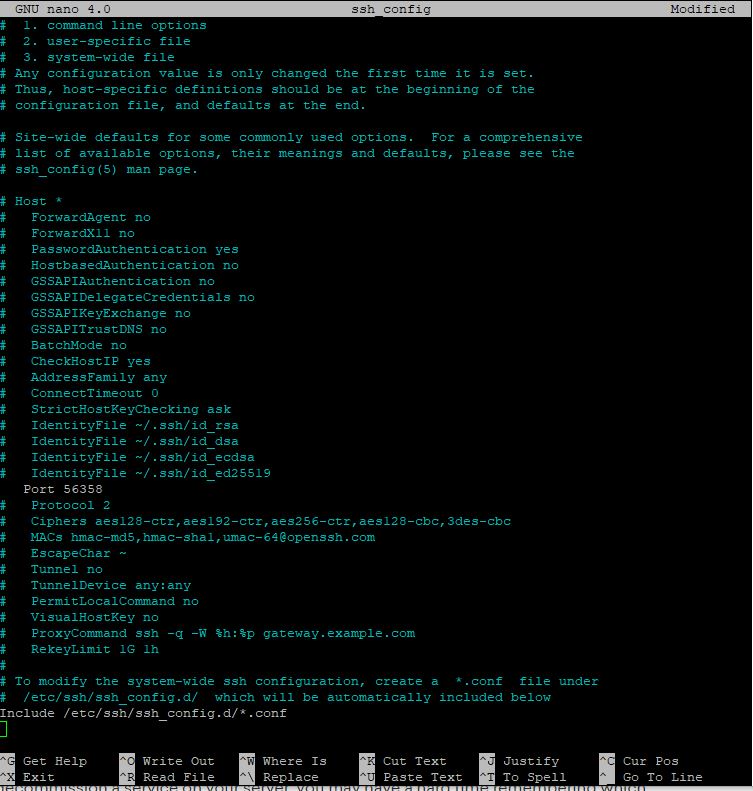 GNU nano 4.0 ssh_config Modified
#  1. command line options
#  2. user-specific file
#  3. system-wide file
# Any configuration value is only changed the first time it is set.
# Thus, host-specific definitions should be at the beginning of the
# configuration file, and defaults at the end.
# Site-wide defaults for some commonly used options.  For a comprehensive
# list of available options, their meanings and defaults, please see the
# ssh_config(5) man page.
# Host *
#   ForwardAgent no
#   ForwardX11 no
#   PasswordAuthentication yes
#   HostbasedAuthentication no
#   GSSAPIAuthentication no
#   GSSAPIDelegateCredentials no
#   GSSAPIKeyExchange no
#   GSSAPITrustDNS no
#   BatchMode no
#   CheckHostIP yes
#   AddressFamily any
#   ConnectTimeout 0
#   StrictHostKeyChecking ask
#   IdentityFile ~/.ssh/id_rsa
#   IdentityFile ~/.ssh/id_dsa
#   IdentityFile ~/.ssh/id_ecdsa
#   IdentityFile ~/.ssh/id_ed25519
   Port 56358
#   Protocol 2
#   Ciphers aes128-ctr,aes192-ctr,aes256-ctr,aes128-cbc,3des-cbc
#   MACs hmac-md5,hmac-sha1,umac-64@openssh.com
#   EscapeChar ~
#   Tunnel no
#   TunnelDevice any:any
#   PermitLocalCommand no
#   VisualHostKey no
#   ProxyCommand ssh -q -W %h:%p gateway.example.com
#   RekeyLimit 1G 1h
#
# To modify the system-wide ssh configuration, create a  *.conf  file under
#  /etc/ssh/ssh_config.d/  which will be automatically included below
Include /etc/ssh/ssh_config.d/*.conf
^G Get Help ^O Write Out ^W Where Is ^K Cut Text ^J Justify ^C Cur Pos
^X Exit ^R Read File ^\ Replace ^U Paste Text ^T To Spell ^_ Go To Line
decommission a service on your server, you may have a hard time remembering which